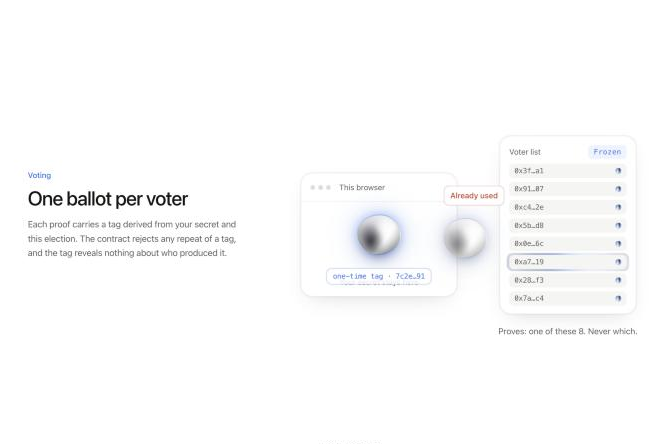 Voting
One ballot per voter
Each proof carries a tag derived from your secret and
this election. The contract rejects any repeat of a tag,
and the tag reveals nothing about who produced it.
This browser
Already used
one-time tag · 7c2e…91
Voter list
Frozen
0x3f…a1
0x91…07
0xc4…2e
0x5b…d8
0x0e…6c
0xa7…19
0x28…f3
0x7a…c4
Proves: one of these 8. Never which.